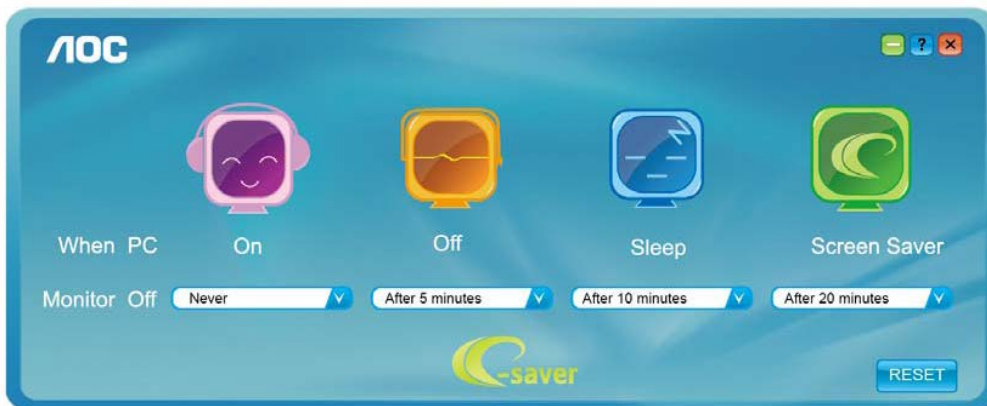 AOC
?
When PC On Off Sleep Screen Saver
Monitor Off Never After 5 minutes After 10 minutes After 20 minutes
e-saver
RESET